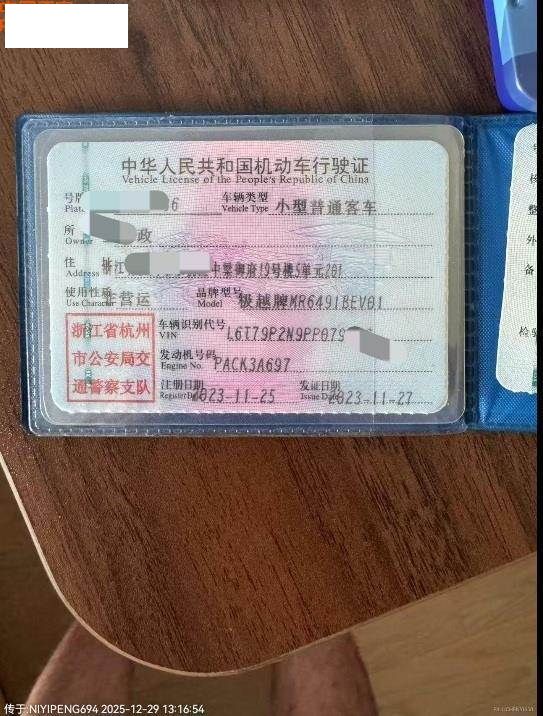 中华人民共和国机动车行驶证
Vehicle License of the People's Republic of China
号牌 6 车辆类型 小型普通客车
Plate Vehicle Type
所 政
Owner
住 址 浙江 中棠御府19号楼5单元201
Address
使用性质 非营运 品牌型号 极越牌MR6491BEV01
Use Character Model
浙江省杭州
市公安局交
通警察支队
车辆识别代号 L6T79P2N9PP079
VIN
发动机号码 PACK3A697
Engine No.
注册日期 2023-11-25 发证日期 2023-11-27
Register Date Issue Date
传于:NIYIPENG694 2025-12-29 13:16:54